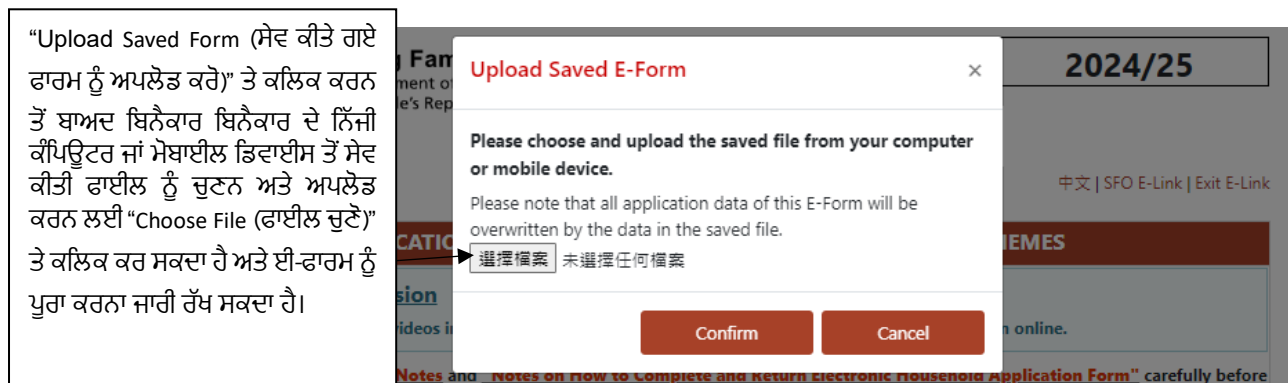 “Upload Saved Form (ਸੇਵ ਕੀਤੇ ਗਏ
ਫਾਰਮ ਨੂੰ ਅਪਲੋਡ ਕਰੋ)” ਤੇ ਕਲਿਕ ਕਰਨ
ਤੋਂ ਬਾਅਦ ਬਿਨੈਕਾਰ ਬਿਨੈਕਾਰ ਦੇ ਨਿੱਜੀ
ਕੰਪਿਊਟਰ ਜਾਂ ਮੋਬਾਈਲ ਡਿਵਾਈਸ ਤੋਂ ਸੇਵ
ਕੀਤੀ ਫਾਈਲ ਨੂੰ ਚੁਣਨ ਅਤੇ ਅਪਲੋਡ
ਕਰਨ ਲਈ “Choose File (ਫਾਈਲ ਚੁਣੋ)”
ਤੇ ਕਲਿਕ ਕਰ ਸਕਦਾ ਹੈ ਅਤੇ ਈ-ਫਾਰਮ ਨੂੰ
ਪੂਰਾ ਕਰਨਾ ਜਾਰੀ ਰੱਖ ਸਕਦਾ ਹੈ।
2024/25
Upload Saved E-Form ×
Please choose and upload the saved file from your computer
or mobile device.
Please note that all application data of this E-Form will be
overwritten by the data in the saved file.
選擇檔案 未選擇任何檔案
Confirm Cancel
中文 | SFO E-Link | Exit E-Link
n online.
Notes and "Notes on How to Complete and Return Electronic Household Application Form" carefully before